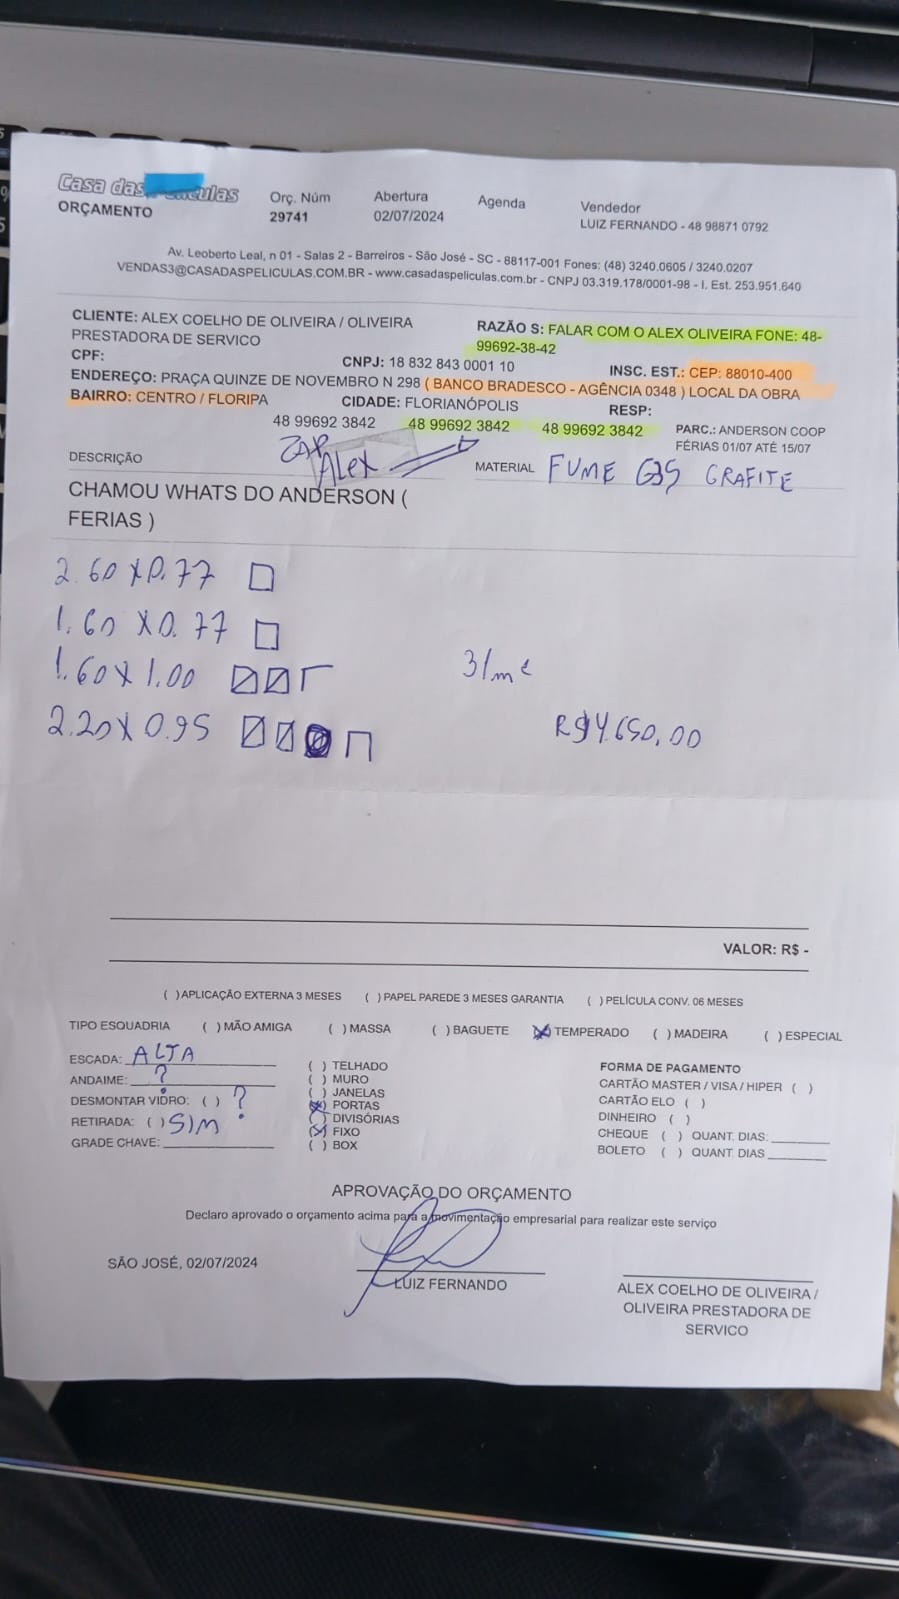 Casa das Películas
ORÇAMENTO
Orç. Núm
29741
Abertura
02/07/2024
Agenda
Vendedor
LUIZ FERNANDO - 48 98871 0792
Av. Leoberto Leal, n 01 - Salas 2 - Barreiros - São José - SC - 88117-001 Fones: (48) 3240.0605 / 3240.0207
VENDAS3@CASADASPELICULAS.COM.BR - www.casadaspeliculas.com.br - CNPJ 03.319.178/0001-98 - I. Est. 253.951.640
CLIENTE: ALEX COELHO DE OLIVEIRA / OLIVEIRA
PRESTADORA DE SERVICO
RAZÃO S: FALAR COM O ALEX OLIVEIRA FONE: 48-
99692-38-42
CPF:
CNPJ: 18 832 843 0001 10
INSC. EST.: CEP: 88010-400
ENDEREÇO: PRAÇA QUINZE DE NOVEMBRO N 298 ( BANCO BRADESCO - AGÊNCIA 0348 ) LOCAL DA OBRA
BAIRRO: CENTRO / FLORIPA
CIDADE: FLORIANÓPOLIS
RESP:
48 99692 3842 48 99692 3842 48 99692 3842
PARC.: ANDERSON COOP
FÉRIAS 01/07 ATÉ 15/07
ZAP
Alex
DESCRIÇÃO
MATERIAL FUME G35 GRAFITE
CHAMOU WHATS DO ANDERSON (
FERIAS )
2.60 X 0.77
1.60 X 0.77
1.60 X 1.00
31/m²
2.20 X 0.95
R$ 4.650,00
VALOR: R$ -
( )APLICAÇÃO EXTERNA 3 MESES ( )PAPEL PAREDE 3 MESES GARANTIA ( )PELÍCULA CONV. 06 MESES
TIPO ESQUADRIA ( ) MÃO AMIGA ( ) MASSA ( ) BAGUETE (X) TEMPERADO ( ) MADEIRA ( ) ESPECIAL
ESCADA: ALTA
ANDAIME: ?
DESMONTAR VIDRO: ( ) ?
RETIRADA: ( ) SIM
GRADE CHAVE:
( ) TELHADO
( ) MURO
( ) JANELAS
(X) PORTAS
( ) DIVISÓRIAS
(X) FIXO
( ) BOX
FORMA DE PAGAMENTO
CARTÃO MASTER / VISA / HIPER ( )
CARTÃO ELO ( )
DINHEIRO ( )
CHEQUE ( ) QUANT. DIAS:
BOLETO ( ) QUANT. DIAS
APROVAÇÃO DO ORÇAMENTO
Declaro aprovado o orçamento acima para a movimentação empresarial para realizar este serviço
SÃO JOSÉ, 02/07/2024
LUIZ FERNANDO
ALEX COELHO DE OLIVEIRA /
OLIVEIRA PRESTADORA DE
SERVICO